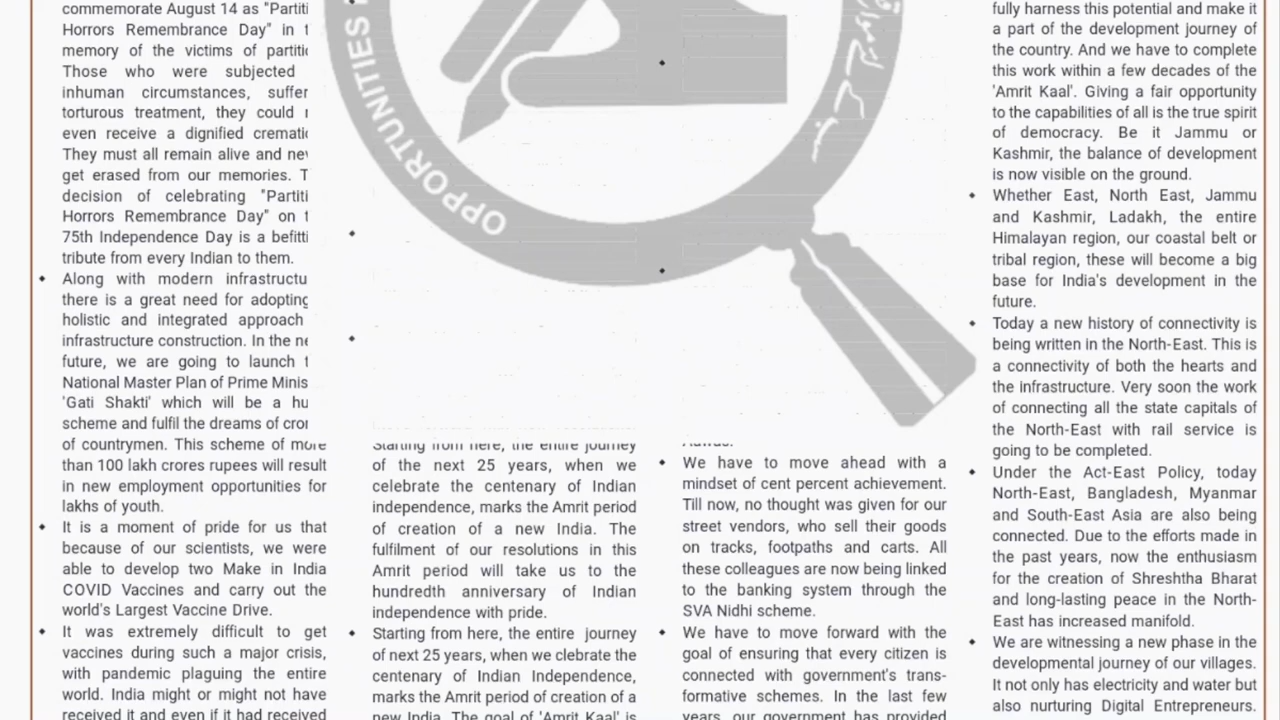 commemorate August 14 as "Partiti
Horrors Remembrance Day" in t
memory of the victims of partitio
Those who were subjected
inhuman circumstances, suffer
torturous treatment, they could
even receive a dignified crematic
They must all remain alive and nev
get erased from our memories. T
decision of celebrating "Partiti
Horrors Remembrance Day" on t
75th Independence Day is a befitti
tribute from every Indian to them.
Along with modern infrastructu
there is a great need for adopting
holistic and integrated approach
infrastructure construction. In the ne
future, we are going to launch t
National Master Plan of Prime Minis
'Gati Shakti' which will be a hu
scheme and fulfil the dreams of cror
of countrymen. This scheme of more
than 100 lakh crores rupees will result
in new employment opportunities for
lakhs of youth.
It is a moment of pride for us that
because of our scientists, we were
able to develop two Make in India
COVID Vaccines and carry out the
world's Largest Vaccine Drive.
It was extremely difficult to get
vaccines during such a major crisis,
with pandemic plaguing the entire
world. India might or might not have
received it and even if it had received
OPPORTUNITIES
Starting from here, the entire journey
of the next 25 years, when we
celebrate the centenary of Indian
independence, marks the Amrit period
of creation of a new India. The
fulfilment of our resolutions in this
Amrit period will take us to the
hundredth anniversary of Indian
independence with pride.
Starting from here, the entire journey
of next 25 years, when we clebrate the
centenary of Indian Independence,
marks the Amrit period of creation of a
new India. The goal of 'Amrit Kaal' is
We have to move ahead with a
mindset of cent percent achievement.
Till now, no thought was given for our
street vendors, who sell their goods
on tracks, footpaths and carts. All
these colleagues are now being linked
to the banking system through the
SVA Nidhi scheme.
We have to move forward with the
goal of ensuring that every citizen is
connected with government's trans-
formative schemes. In the last few
years, our government has provided
fully harness this potential and make it
a part of the development journey of
the country. And we have to complete
this work within a few decades of the
'Amrit Kaal'. Giving a fair opportunity
to the capabilities of all is the true spirit
of democracy. Be it Jammu or
Kashmir, the balance of development
is now visible on the ground.
Whether East, North East, Jammu
and Kashmir, Ladakh, the entire
Himalayan region, our coastal belt or
tribal region, these will become a big
base for India's development in the
future.
Today a new history of connectivity is
being written in the North-East. This is
a connectivity of both the hearts and
the infrastructure. Very soon the work
of connecting all the state capitals of
the North-East with rail service is
going to be completed.
Under the Act-East Policy, today
North-East, Bangladesh, Myanmar
and South-East Asia are also being
connected. Due to the efforts made in
the past years, now the enthusiasm
for the creation of Shreshtha Bharat
and long-lasting peace in the North-
East has increased manifold.
We are witnessing a new phase in the
developmental journey of our villages.
It not only has electricity and water but
also nurturing Digital Entrepreneurs.